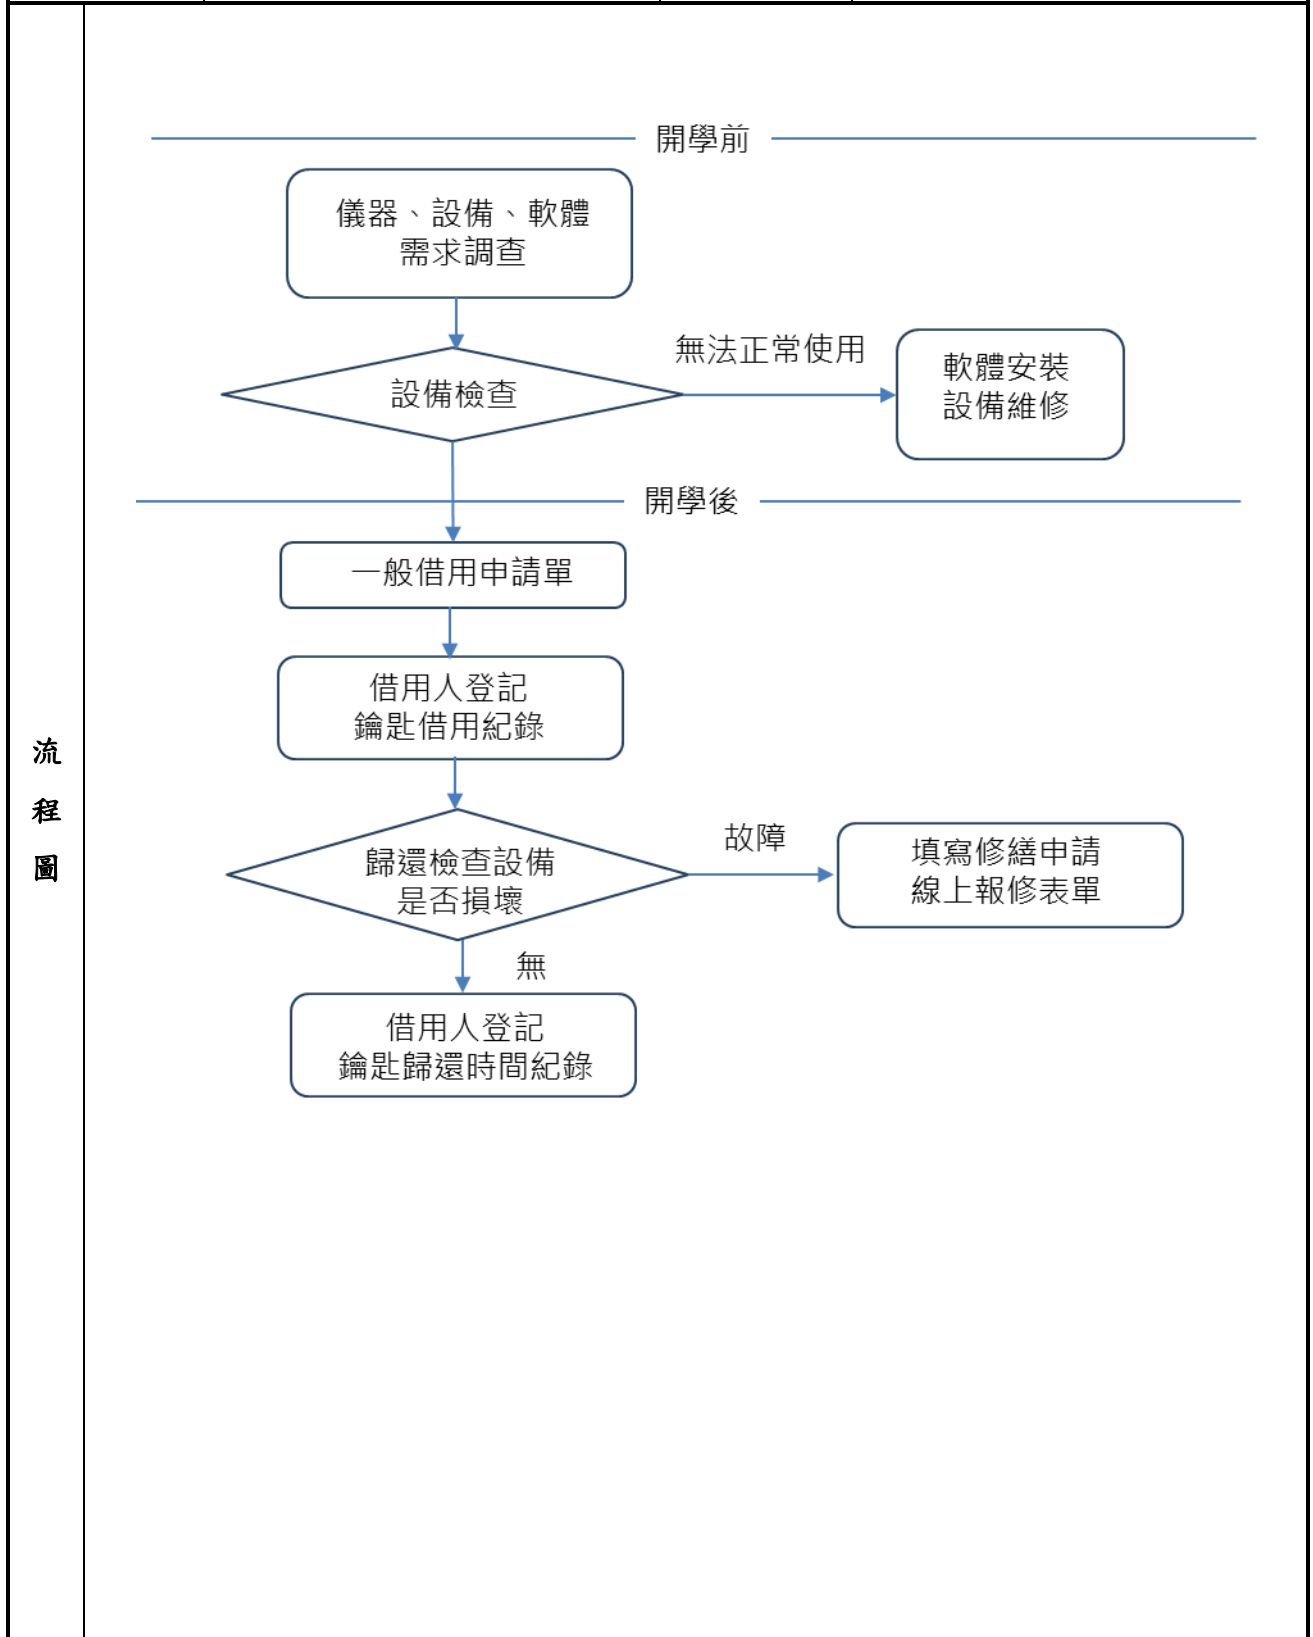 開學前
儀器、設備、軟體
需求調查
設備檢查
無法正常使用
軟體安裝
設備維修
開學後
一般借用申請單
借用人登記
鑰匙借用紀錄
歸還檢查設備
是否損壞
故障
填寫修繕申請
線上報修表單
無
借用人登記
鑰匙歸還時間紀錄
流
程
圖